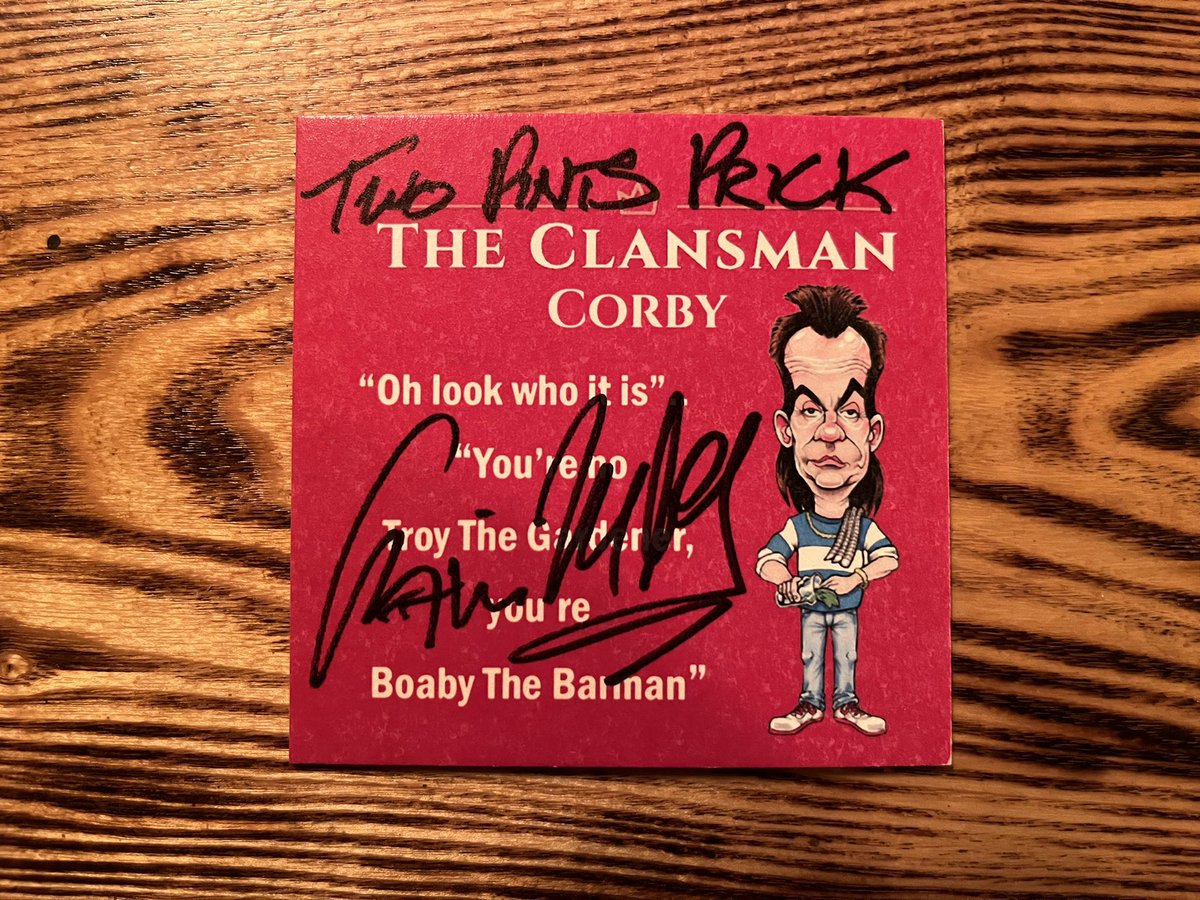 TWO PINTS PRICK
THE CLANSMAN
CORBY
“Oh look who it is”..
“You’re no
Troy The Gardener,
you’re
Boaby The Barman”